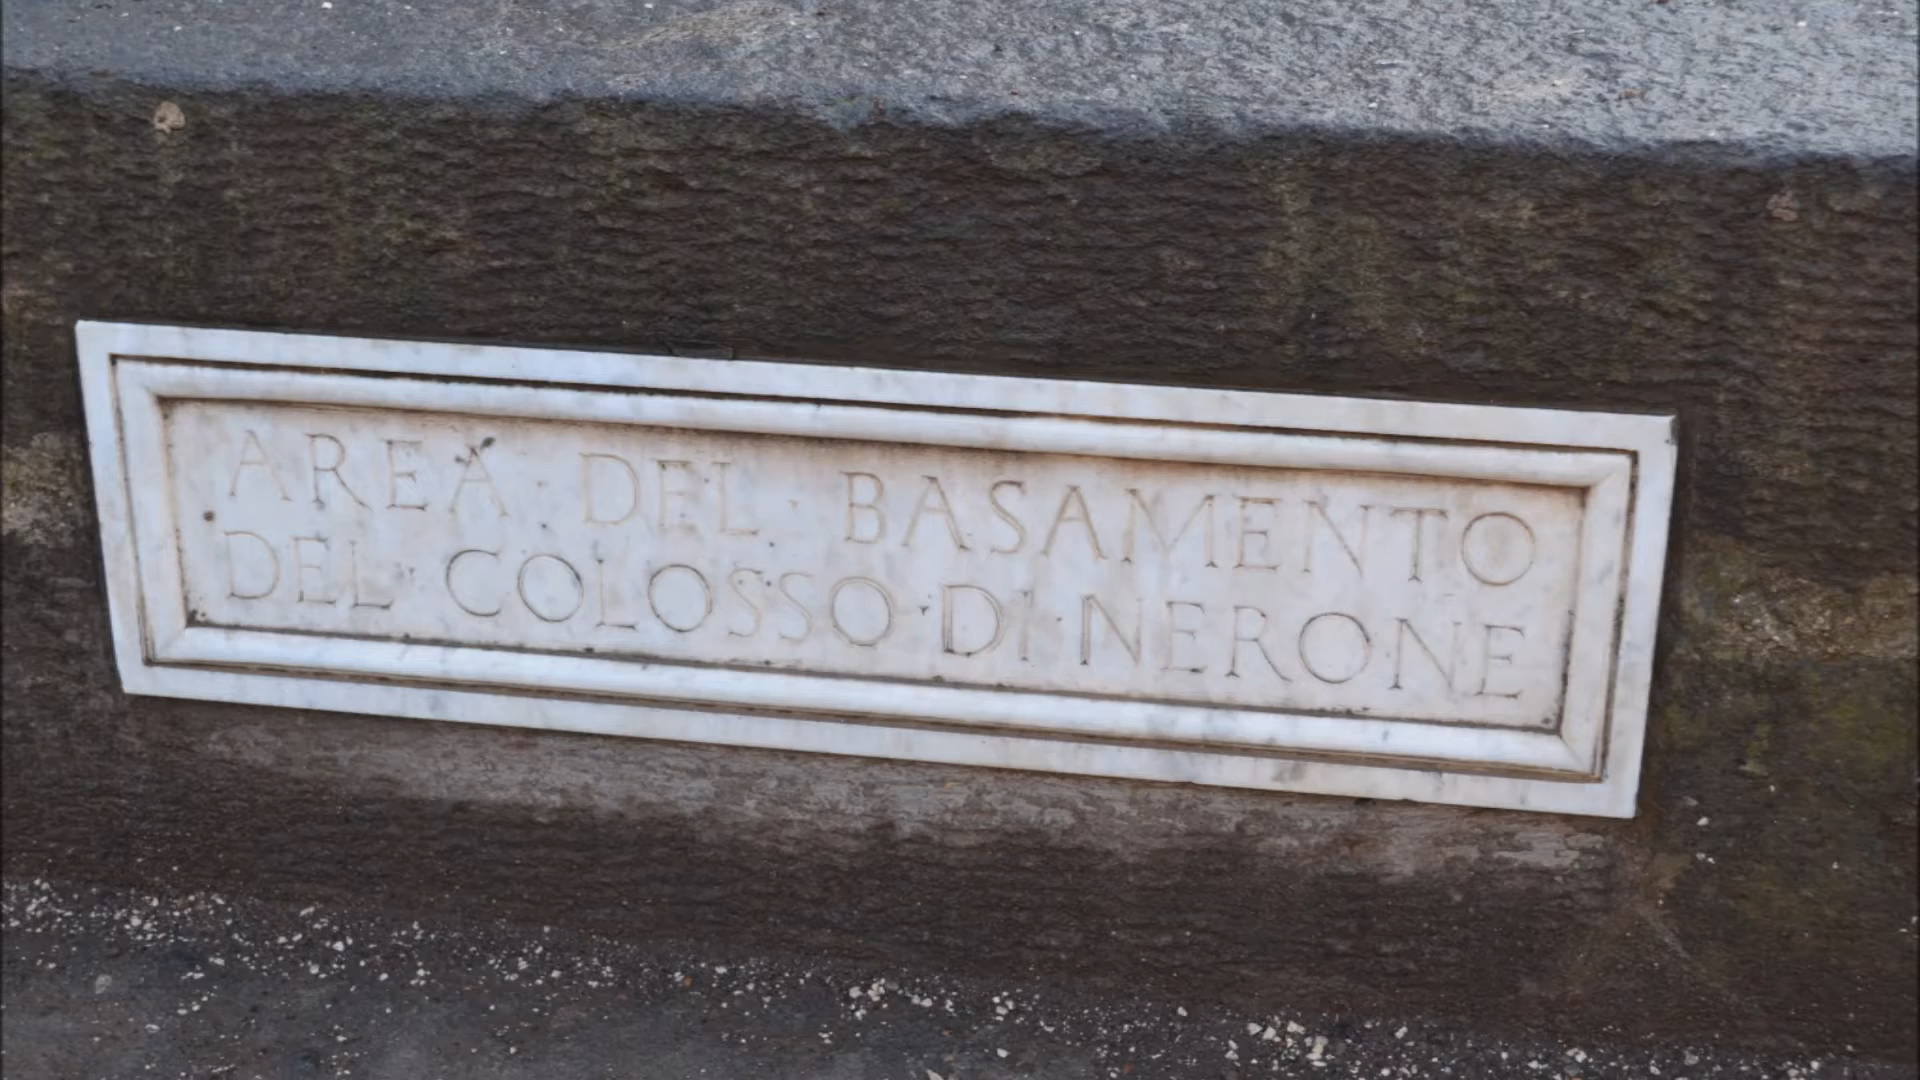 AREA · DEL · BASAMENTO
DEL · COLOSSO · DI · NERONE